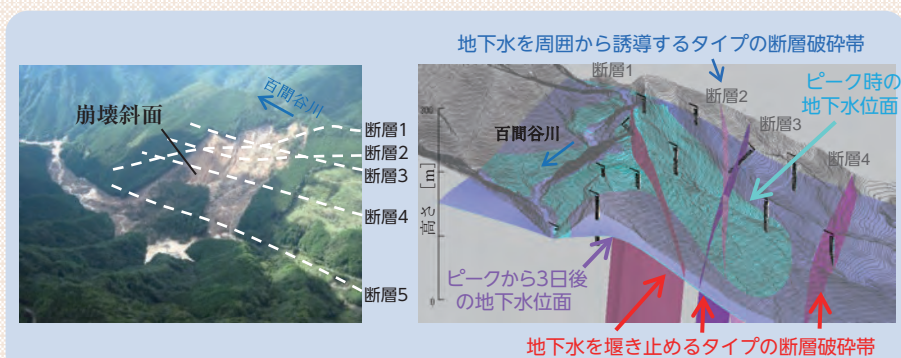 百間谷川
崩壊斜面
断層1
断層2
断層3
断層4
断層5
地下水を周囲から誘導するタイプの断層破砕帯
断層1
断層2
断層3
断層4
ピーク時の
地下水位面
百間谷川
200
高さ [m]
0
ピークから3日後
の地下水位面
地下水を堰き止めるタイプの断層破砕帯